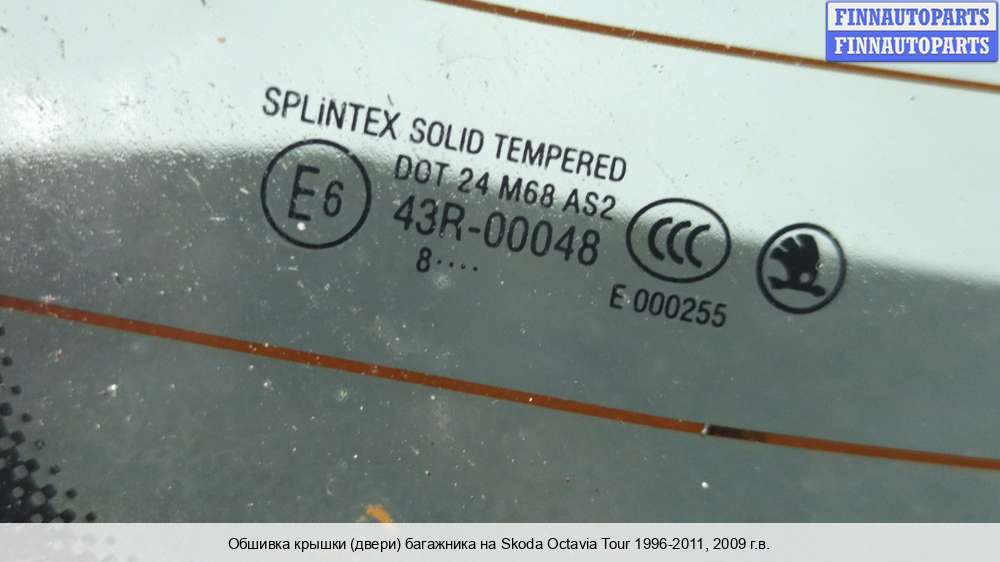 FINNAUTOPARTS
FINNAUTOPARTS
SPLiNTEX SOLID TEMPERED
DOT 24 M68 AS2
E6
43R-00048
CCC
8····
E 000255
Обшивка крышки (двери) багажника на Skoda Octavia Tour 1996-2011, 2009 г.в.